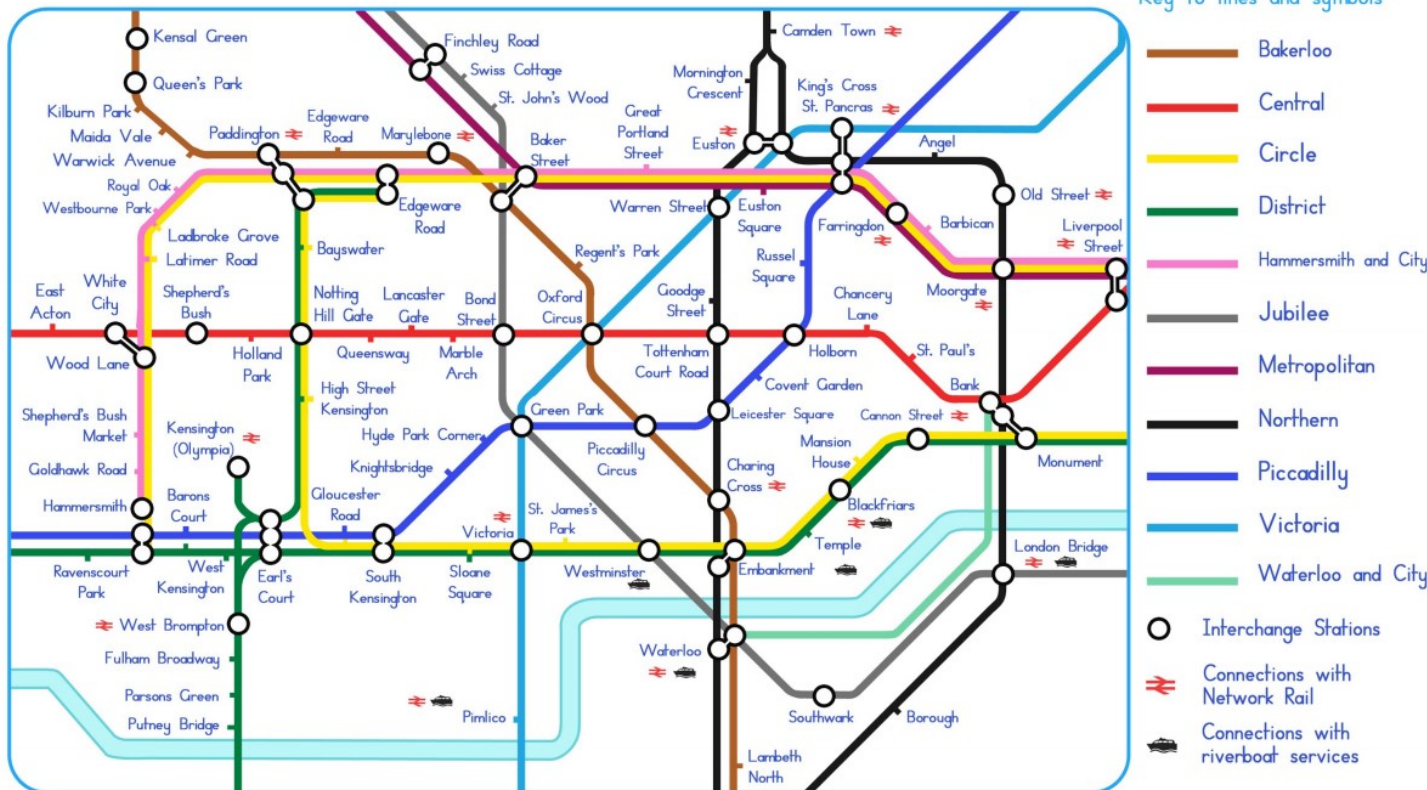 Key to lines and symbols
Kensal Green
Queen's Park
Kilburn Park
Maida Vale
Warwick Avenue
Royal Oak
Westbourne Park
Paddington
Edgeware
Road
Marylebone
Finchley Road
Swiss Cottage
St. John's Wood
Baker
Street
Great
Portland
Street
Mornington
Crescent
Camden Town
King's Cross
St. Pancras
Euston
Angel
Old Street
Liverpool
Street
Edgeware
Road
Warren Street
Euston
Square
Farringdon
Barbican
Moorgate
Ladbroke Grove
Latimer Road
Bayswater
Regent's Park
Russel
Square
East
Acton
White
City
Shepherd's
Bush
Notting
Hill Gate
Lancaster
Gate
Bond
Street
Oxford
Circus
Goodge
Street
Chancery
Lane
Wood Lane
Holland
Park
Queensway
Marble
Arch
Tottenham
Court Road
Holborn
St. Paul's
Bank
High Street
Kensington
Covent Garden
Shepherd's Bush
Market
Kensington
(Olympia)
Hyde Park Corner
Green Park
Leicester Square
Cannon Street
Goldhawk Road
Knightsbridge
Piccadilly
Circus
Mansion
House
Monument
Hammersmith
Barons
Court
Gloucester
Road
Charing
Cross
Blackfriars
Victoria
St. James's
Park
Temple
London Bridge
Ravenscourt
Park
West
Kensington
Earl's
Court
South
Kensington
Sloane
Square
Westminster
Embankment
West Brompton
Fulham Broadway
Parsons Green
Putney Bridge
Waterloo
Pimlico
Southwark
Borough
Lambeth
North
Bakerloo
Central
Circle
District
Hammersmith and City
Jubilee
Metropolitan
Northern
Piccadilly
Victoria
Waterloo and City
Interchange Stations
Connections with
Network Rail
Connections with
riverboat services